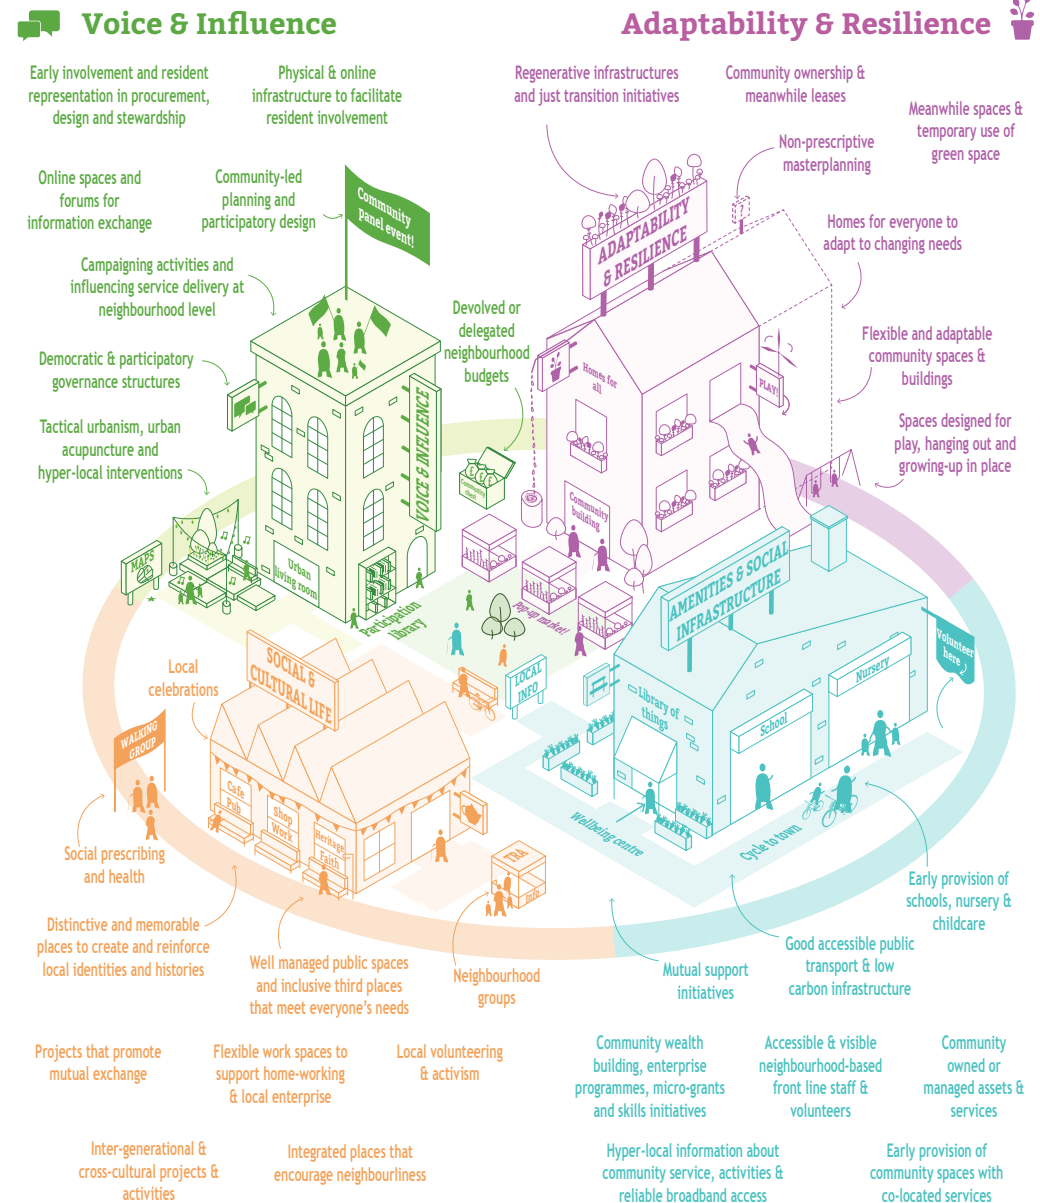 Voice & Influence
Adaptability & Resilience
Early involvement and resident
representation in procurement,
design and stewardship
Physical & online
infrastructure to facilitate
resident involvement
Regenerative infrastructures
and just transition initiatives
Community ownership &
meanwhile leases
Meanwhile spaces &
temporary use of
green space
Non-prescriptive
masterplanning
Online spaces and
forums for
information exchange
Community-led
planning and
participatory design
Community
panel event!
ADAPTABILITY
& RESILIENCE
Homes for everyone to
adapt to changing needs
Campaigning activities and
influencing service delivery at
neighbourhood level
Devolved or
delegated
neighbourhood
budgets
Flexible and adaptable
community spaces &
buildings
Democratic & participatory
governance structures
Homes for
all
PLAY!
VOICE & INFLUENCE
Tactical urbanism, urban
acupuncture and
hyper-local interventions
Spaces designed for
play, hanging out and
growing-up in place
Community
chest
Community
building
MAPS
Urban
living room
Participation
library
Pop-up market!
AMENITIES & SOCIAL
INFRASTRUCTURE
Volunteer
here
SOCIAL &
CULTURAL LIFE
LOCAL
INFO
Library of
things
Nursery
School
Local
celebrations
WALKING
GROUP
Cafe
Pub
Shop
Work
Heritage
Faith
Wellbeing centre
Cycle to town
TRA
Info
Social prescribing
and health
Early provision of
schools, nursery &
childcare
Distinctive and memorable
places to create and reinforce
local identities and histories
Well managed public spaces
and inclusive third places
that meet everyone's needs
Neighbourhood
groups
Mutual support
initiatives
Good accessible public
transport & low
carbon infrastructure
Projects that promote
mutual exchange
Flexible work spaces to
support home-working
& local enterprise
Local volunteering
& activism
Community wealth
building, enterprise
programmes, micro-grants
and skills initiatives
Accessible & visible
neighbourhood-based
front line staff &
volunteers
Community
owned or
managed assets &
services
Inter-generational &
cross-cultural projects &
activities
Integrated places that
encourage neighbourliness
Hyper-local information about
community service, activities &
reliable broadband access
Early provision of
community spaces with
co-located services